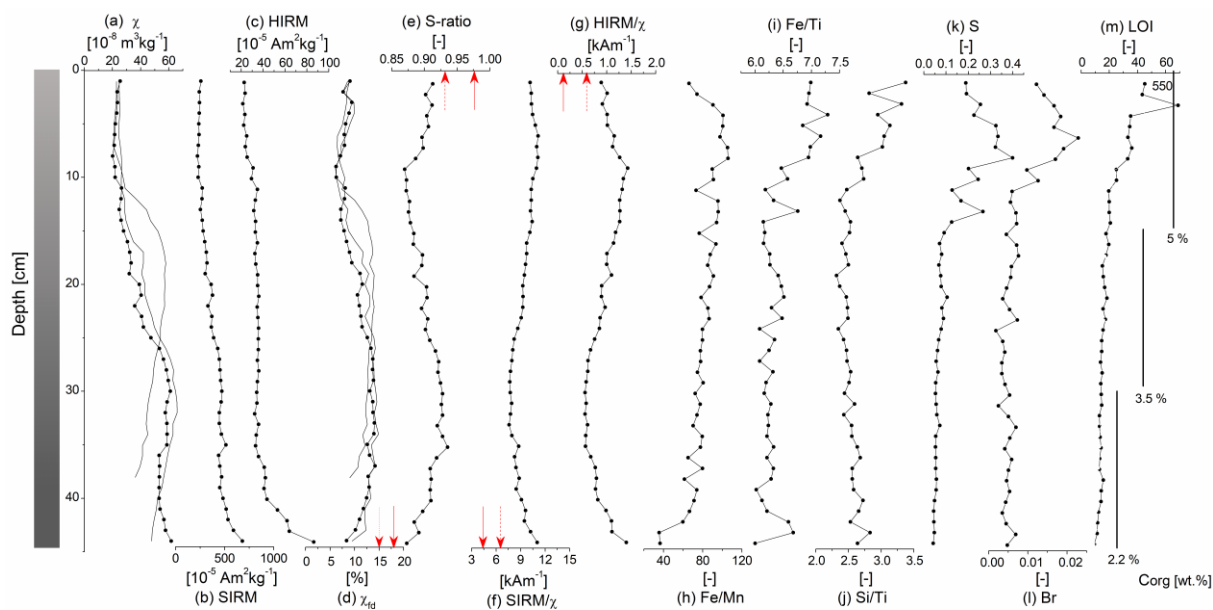 (a) χ (c) HIRM (e) S-ratio (g) HIRM/χ (i) Fe/Ti (k) S (m) LOI
[10⁻⁸ m³kg⁻¹] [10⁻⁵ Am²kg⁻¹] [-] [kAm⁻¹] [-] [-] [-]
0 20 40 60 20 40 60 80 100 0.85 0.90 0.95 1.00 0.0 0.5 1.0 1.5 2.0 6.0 6.5 7.0 7.5 0.0 0.1 0.2 0.3 0.4 10 20 30 40 50 60
0
550
10
5 %
Depth [cm]
20
30
3.5 %
40
2.2 %
0 1000 0 5 10 15 20 3 6 9 12 15 40 80 120 2.0 2.5 3.0 3.5 0.00 0.01 0.02 Corg [wt.%]
[10⁻⁵ Am²kg⁻¹] [%] [kAm⁻¹] [-] [-] [-]
(b) SIRM (d) χfd (f) SIRM/χ (h) Fe/Mn (j) Si/Ti (l) Br